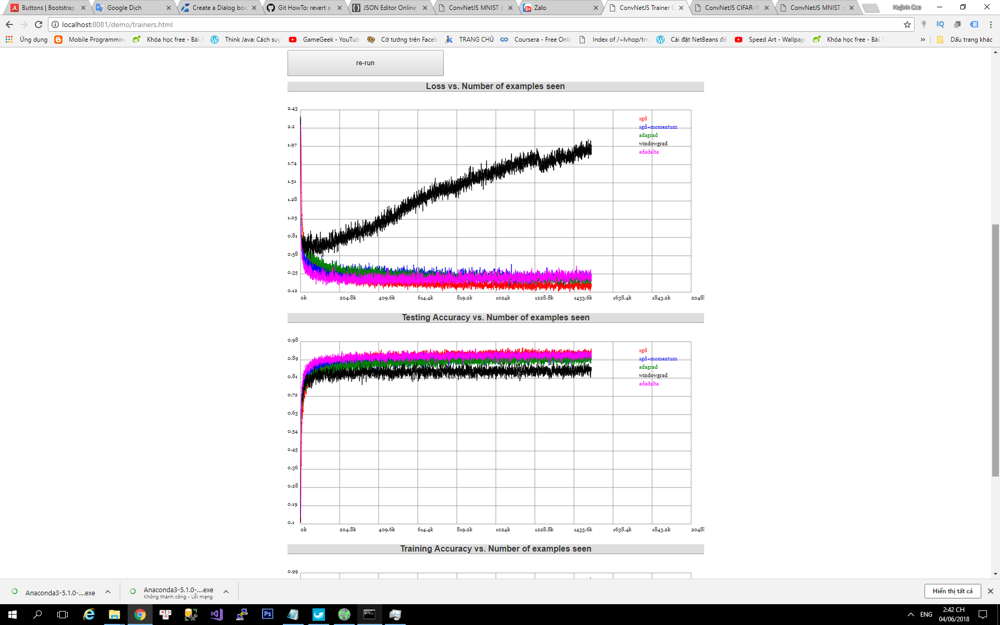 Buttons | Bootstrap
Google Dịch
Create a Dialog box
Git HowTo: revert a
JSON Editor Online
ConvNetJS MNIST
Zalo
ConvNetJS Trainer
ConvNetJS CIFAR-1
ConvNetJS MNIST
Huỳnh Cao
localhost:8081/demo/trainers.html
Ứng dụng
Mobile Programming
Khóa học free - Bài 3
Think Java: Cách suy
GameGeek - YouTub
Cờ tướng trên Faceb
TRANG CHỦ
Coursera - Free Onli
Index of /~lvhop/trr
Cài đặt NetBeans để
Speed Art - Wallpap
Khóa học free - Bài 1
»
Dấu trang khác
re-run
Loss vs. Number of examples seen
2.43
2.2
1.97
1.74
1.51
1.28
1.05
0.81
0.58
0.35
0.12
sgd
sgd+momentum
adagrad
windowgrad
adadelta
0k 204.8k 409.6k 614.4k 819.2k 1024k 1228.8k 1433.6k 1638.4k 1843.2k 2048k
Testing Accuracy vs. Number of examples seen
0.98
0.89
0.81
0.72
0.63
0.54
0.45
0.36
0.28
0.19
0.1
sgd
sgd+momentum
adagrad
windowgrad
adadelta
0k 204.8k 409.6k 614.4k 819.2k 1024k 1228.8k 1433.6k 1638.4k 1843.2k 2048k
Training Accuracy vs. Number of examples seen
0.99
Anaconda3-5.1.0-....exe
Anaconda3-5.1.0-....exe
Không thành công - Lỗi mạng
Hiển thị tất cả
ENG
2:42 CH
04/06/2018